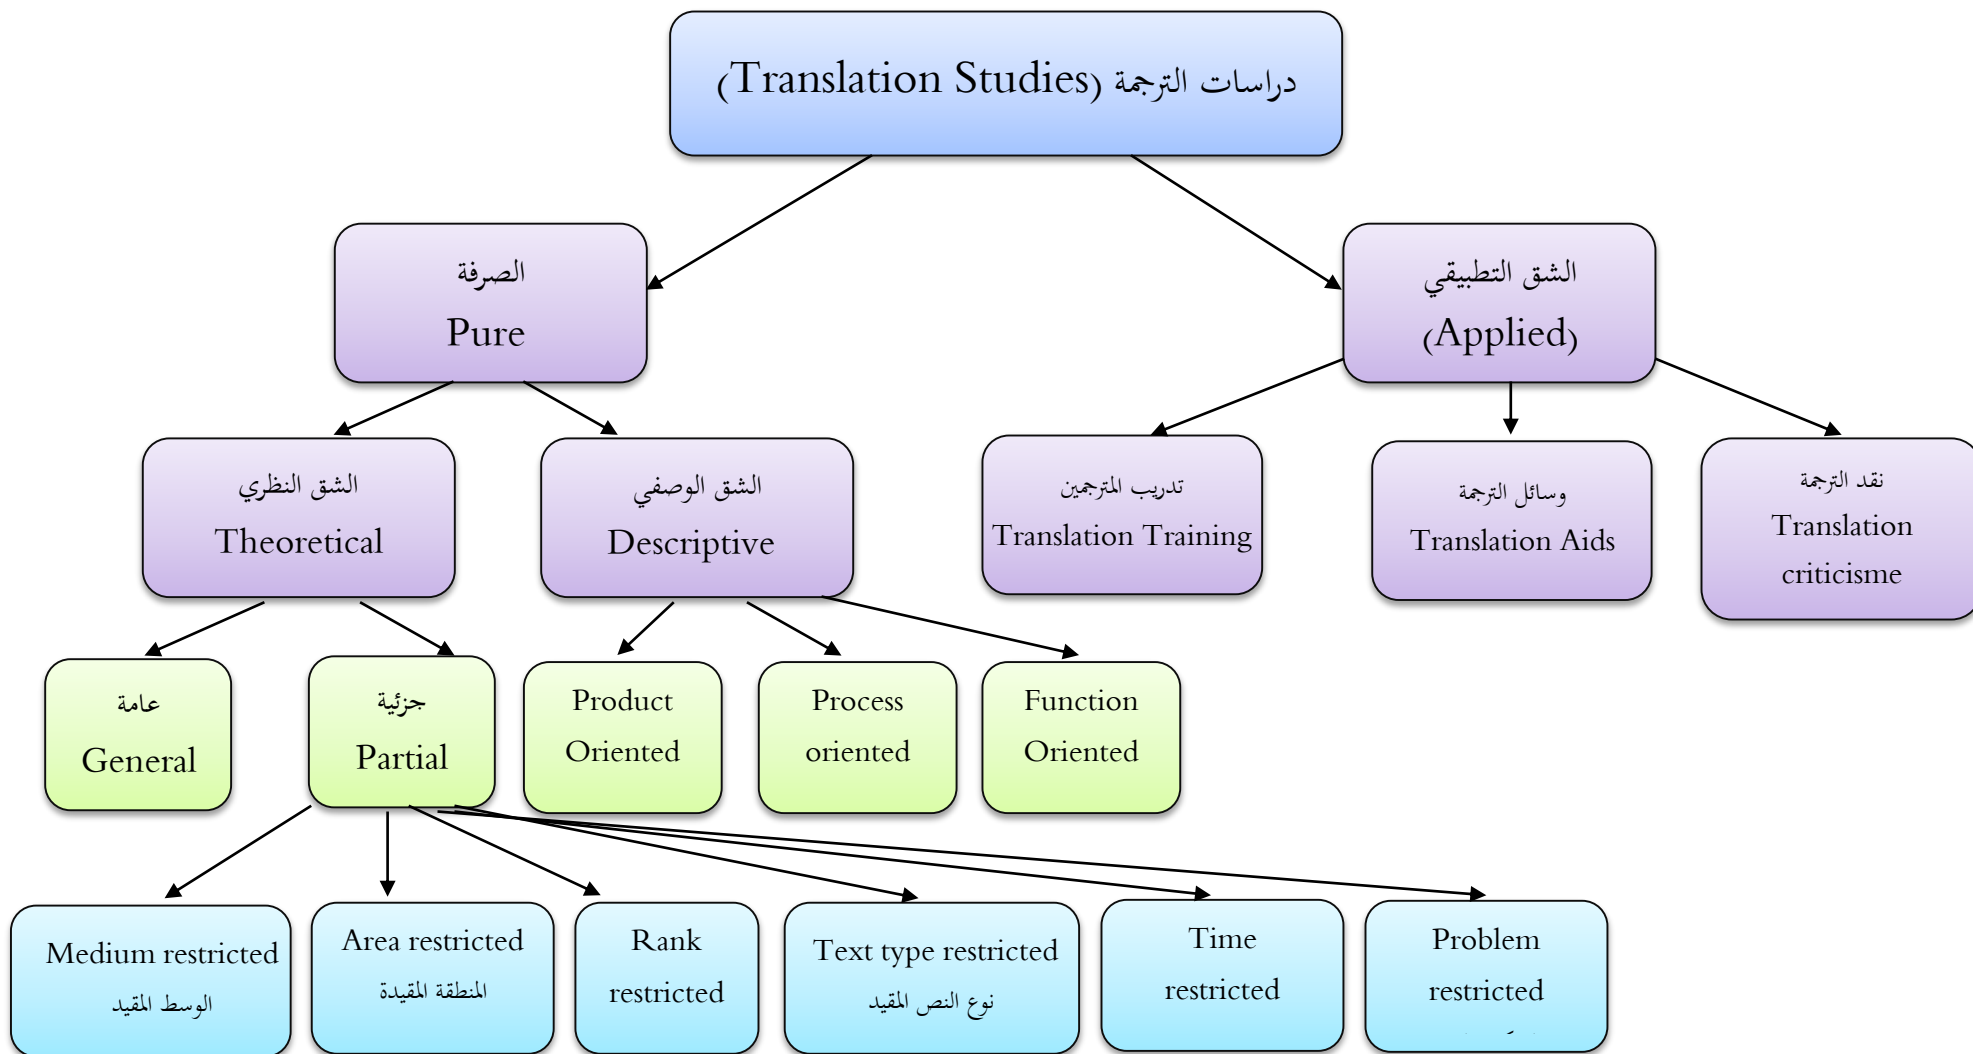 دراسات الترجمة (Translation Studies)
الصرفة
Pure
الشق التطبيقي
(Applied)
الشق النظري
Theoretical
الشق الوصفي
Descriptive
تدريب المترجمين
Translation Training
وسائل الترجمة
Translation Aids
نقد الترجمة
Translation
criticisme
عامة
General
جزئية
Partial
Product
Oriented
Process
oriented
Function
Oriented
Medium restricted
الوسط المقيد
Area restricted
المنطقة المقيدة
Rank
restricted
Text type restricted
نوع النص المقيد
Time
restricted
Problem
restricted